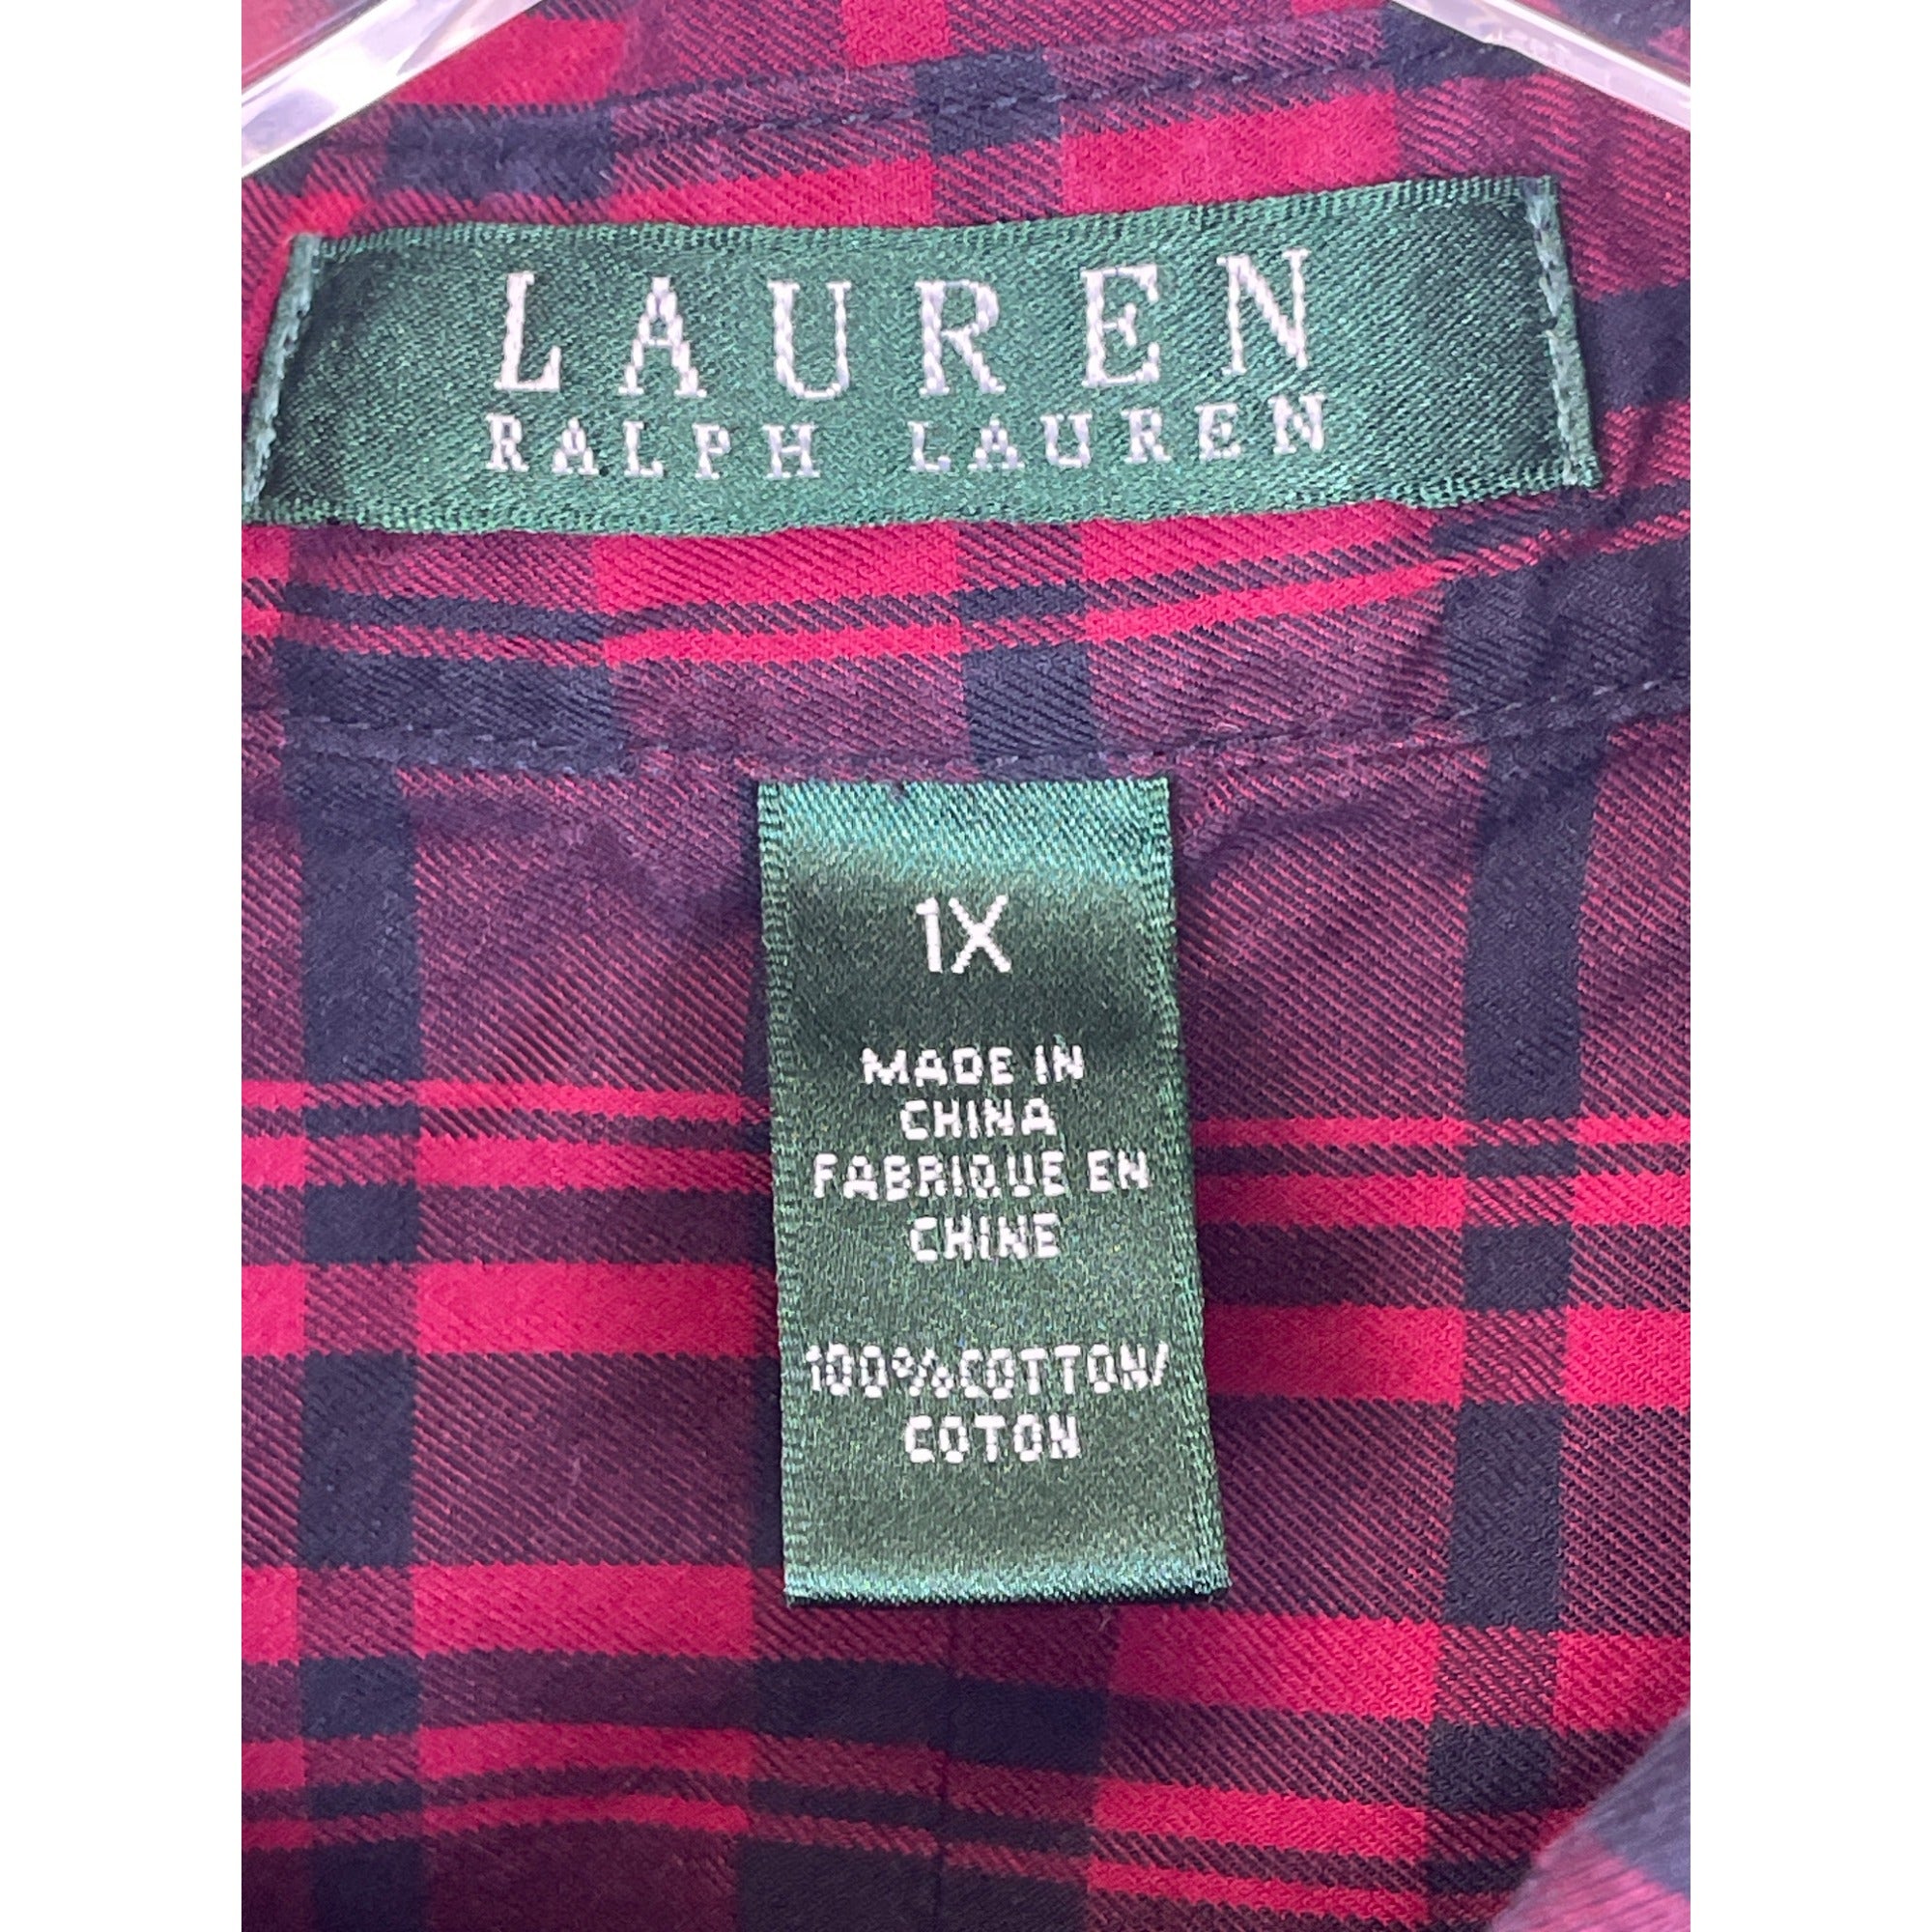 LAUREN
RALPH LAUREN
1X
MADE IN
CHINA
FABRIQUE EN
CHINE
100%COTTON/
COTON